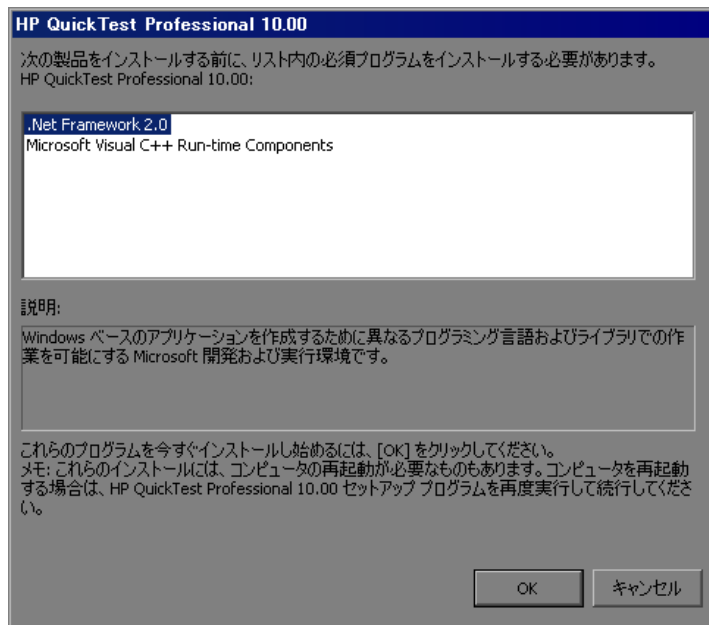 HP QuickTest Professional 10.00
次の製品をインストールする前に、リスト内の必須プログラムをインストールする必要があります。
HP QuickTest Professional 10.00:
.Net Framework 2.0
Microsoft Visual C++ Run-time Components
説明:
Windows ベースのアプリケーションを作成するために異なるプログラミング言語およびライブラリでの作
業を可能にする Microsoft 開発および実行環境です。
これらのプログラムを今すぐインストールし始めるには、[OK] をクリックしてください。
メモ: これらのインストールには、コンピュータの再起動が必要なものもあります。コンピュータを再起動
する場合は、HP QuickTest Professional 10.00 セットアップ プログラムを再度実行して続行してくださ
い。
OK
キャンセル